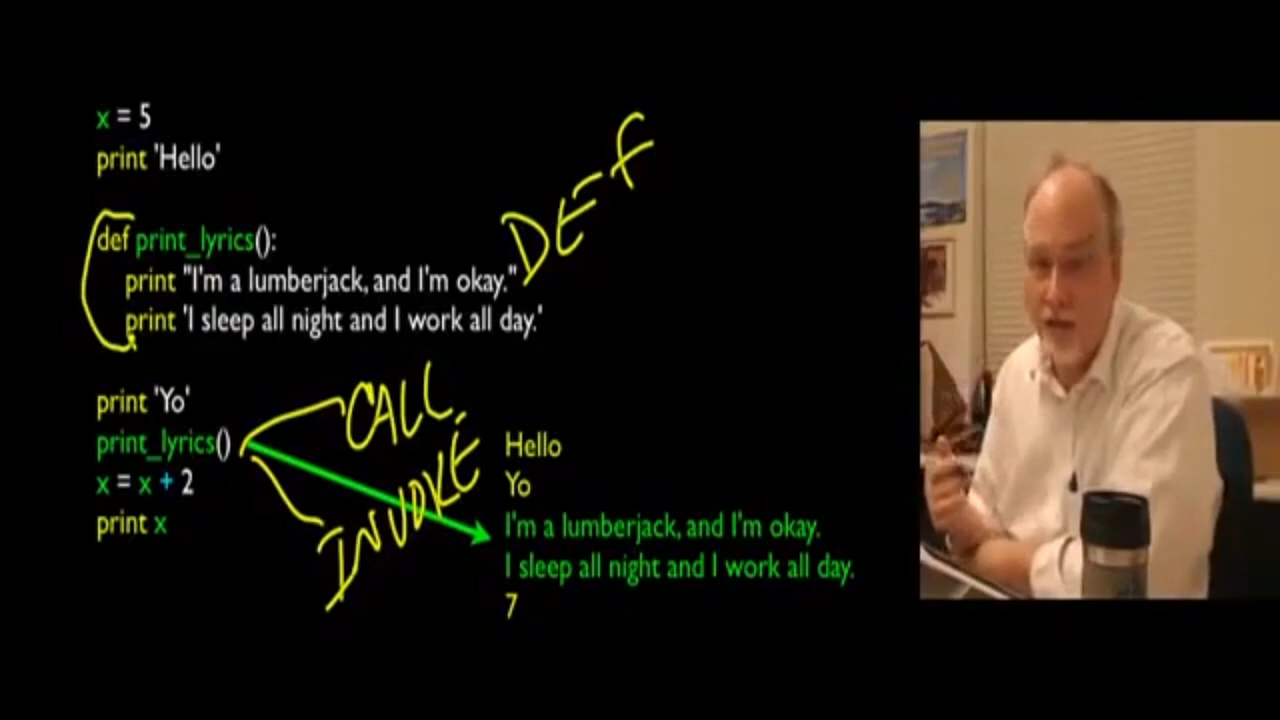 x = 5
print 'Hello'
def print_lyrics():
print "I'm a lumberjack, and I'm okay."
print 'I sleep all night and I work all day.'
DEF
print 'Yo'
print_lyrics()
x = x + 2
print x
CALL
INVOKE
Hello
Yo
I'm a lumberjack, and I'm okay.
I sleep all night and I work all day.
7